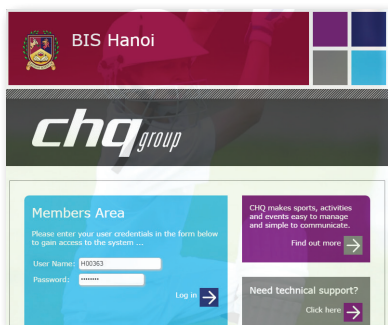 BIS Hanoi
chq group
Members Area
Please enter your user credentials in the form below
to gain access to the system ...
User Name: H00363
Password: ••••••••
Log in
CHQ makes sports, activities
and events easy to manage
and simple to communicate.
Find out more
Need technical support?
Click here